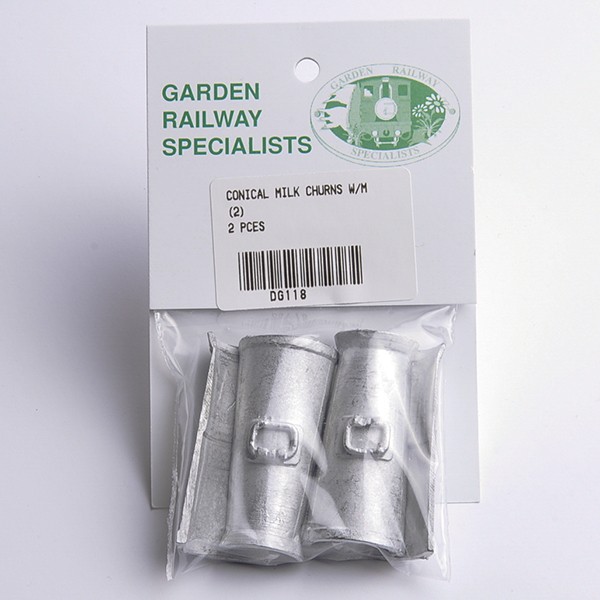 GARDEN
RAILWAY
SPECIALISTS
GARDEN RAILWAY
SPECIALISTS
CONICAL MILK CHURNS W/M
(2)
2 PCES
DG118